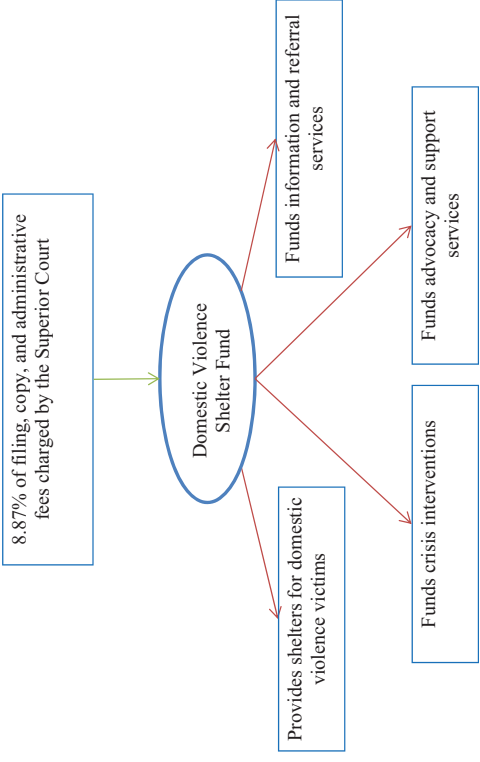 8.87% of filing, copy, and administrative
fees charged by the Superior Court
Domestic Violence
Shelter Fund
Provides shelters for domestic
violence victims
Funds information and referral
services
Funds crisis interventions
Funds advocacy and support
services